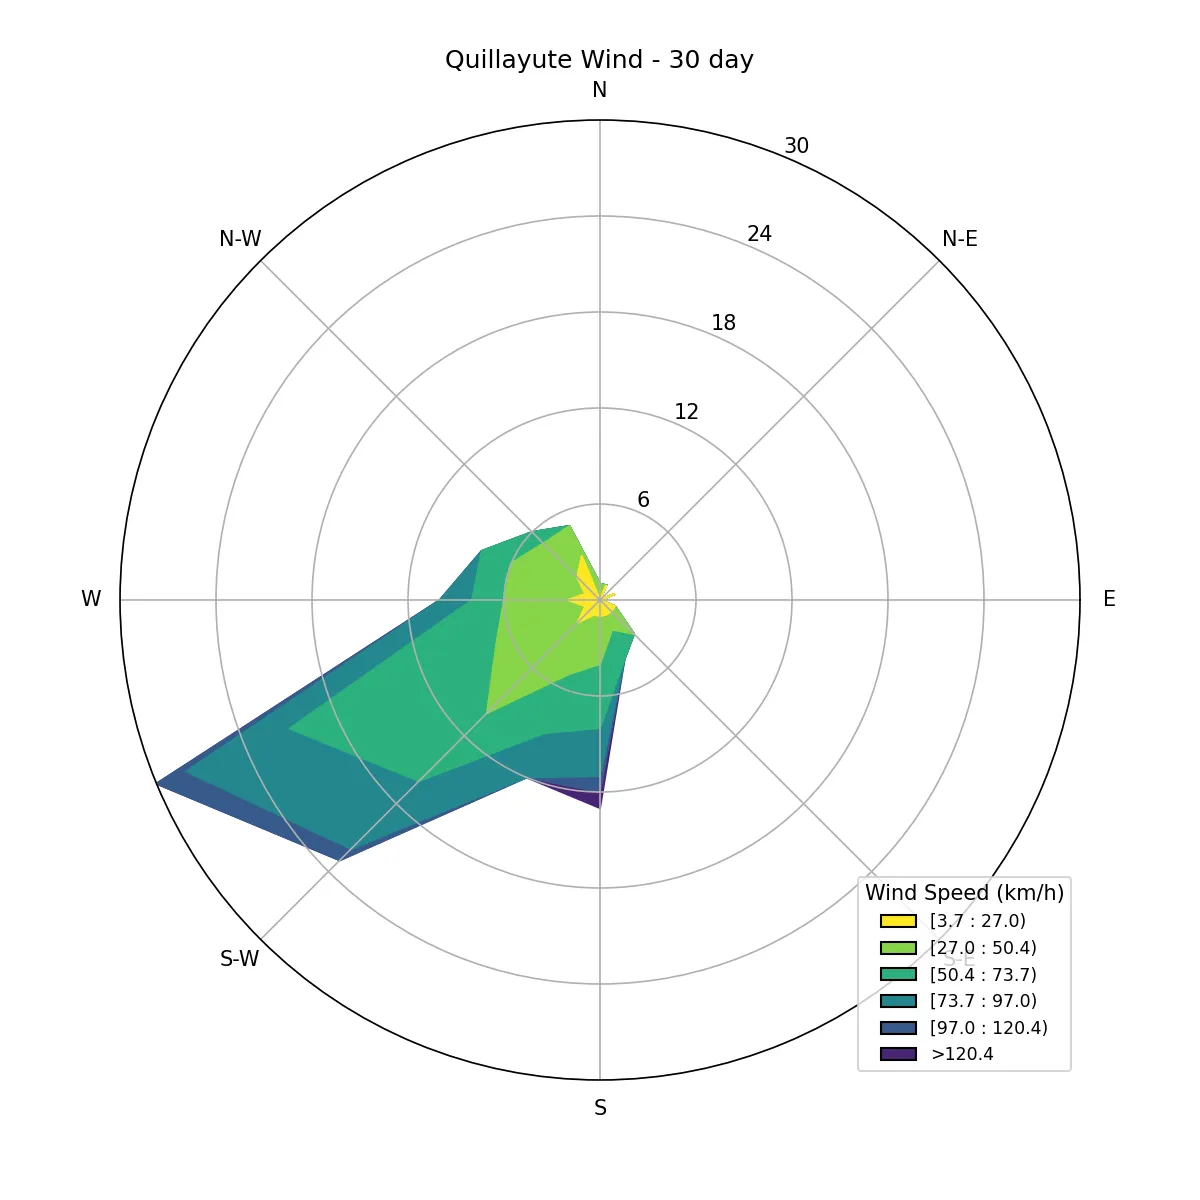 Quillayute Wind - 30 day
N
30
N-W
N-E
24
18
12
6
W
E
S-W
S-E
Wind Speed (km/h)
[3.7 : 27.0)
[27.0 : 50.4)
[50.4 : 73.7)
[73.7 : 97.0)
[97.0 : 120.4)
>120.4
S